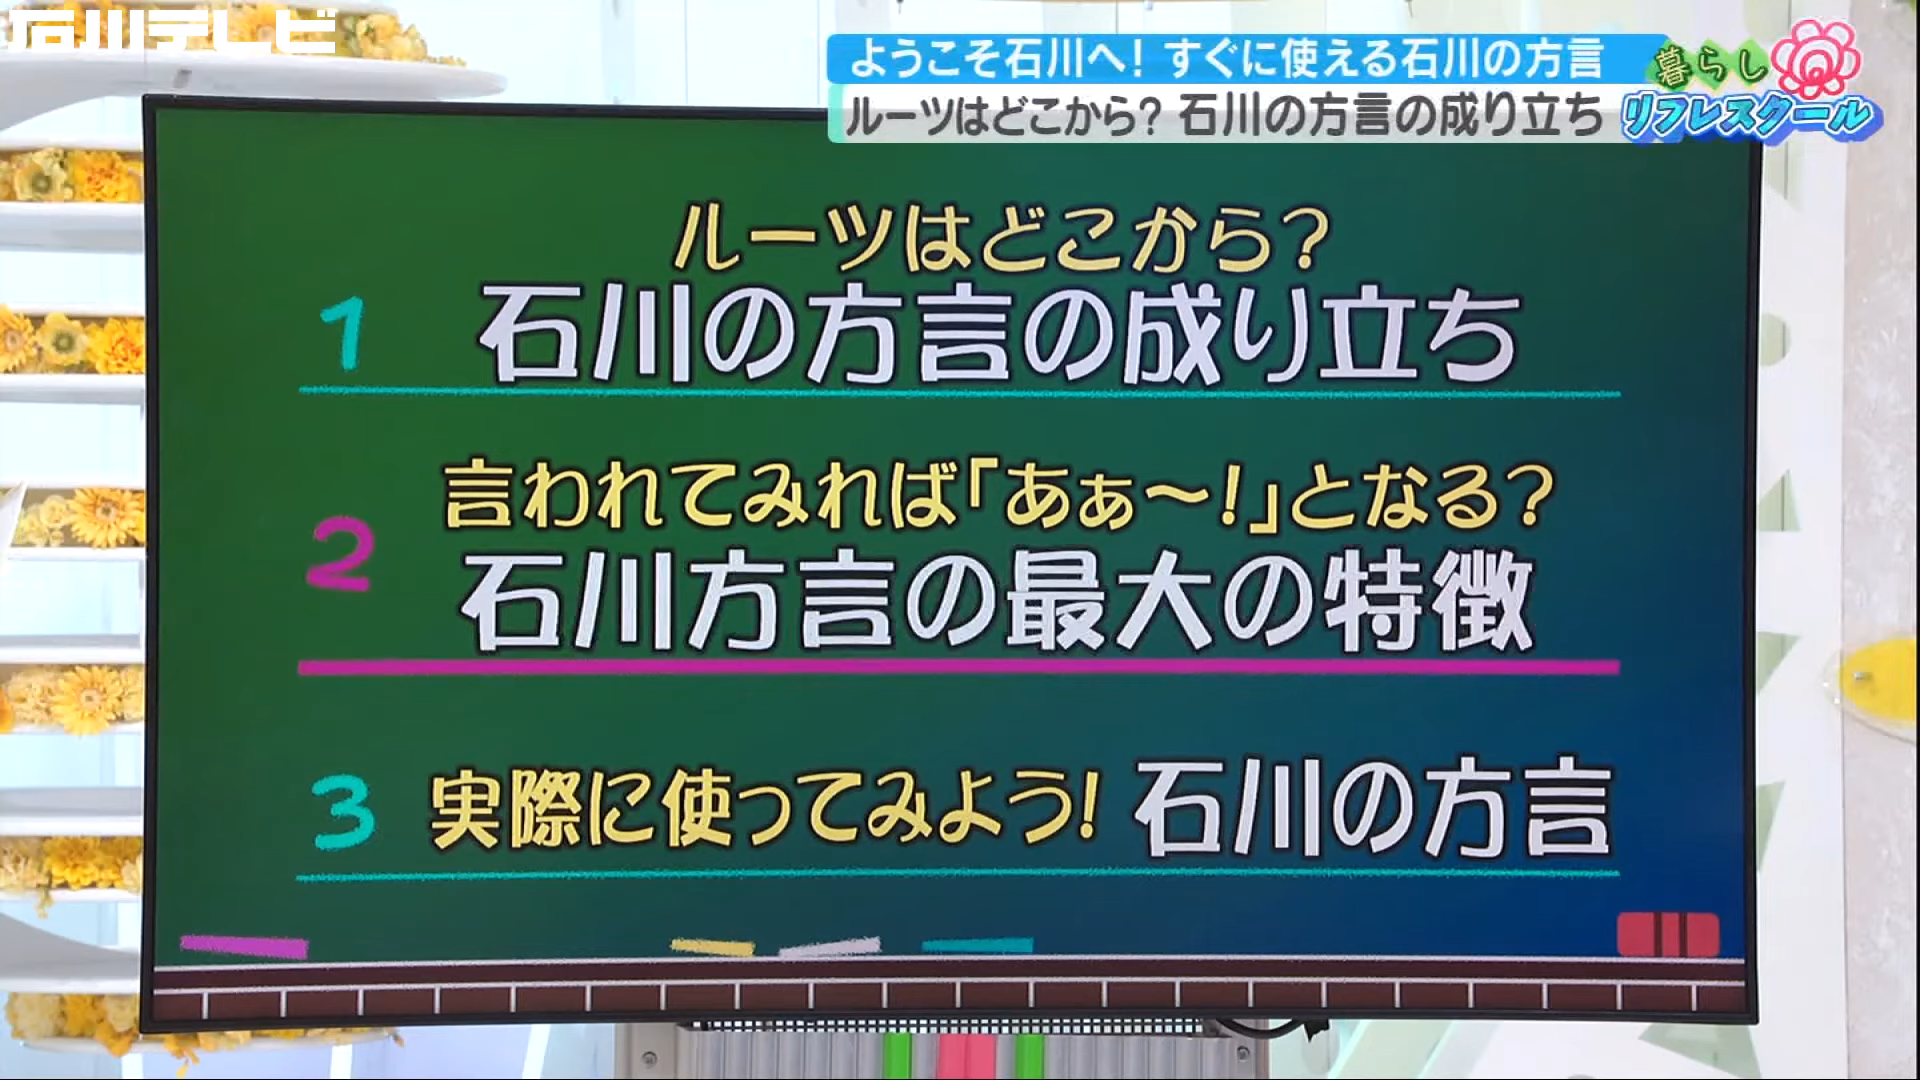 石川テレビ
ようこそ石川へ！すぐに使える石川の方言
ルーツはどこから？石川の方言の成り立ち
暮らし
リフレスクール
ルーツはどこから？
1 石川の方言の成り立ち
言われてみれば「あぁ〜！」となる？
2 石川方言の最大の特徴
3 実際に使ってみよう！石川の方言